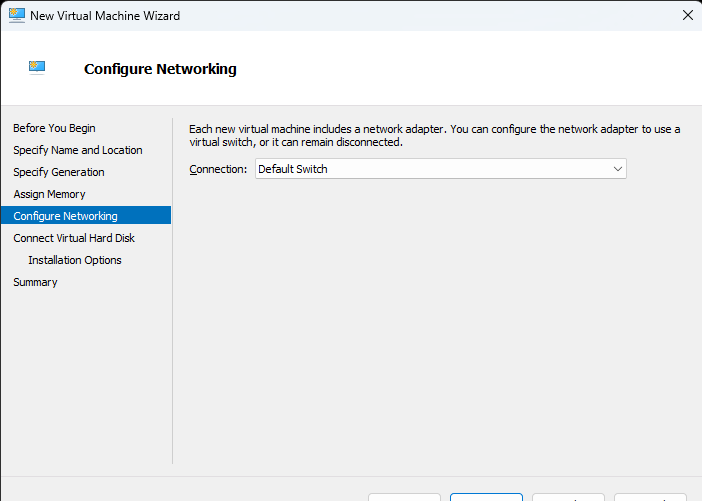 New Virtual Machine Wizard
Configure Networking
Before You Begin
Specify Name and Location
Specify Generation
Assign Memory
Configure Networking
Connect Virtual Hard Disk
Installation Options
Summary
Each new virtual machine includes a network adapter. You can configure the network adapter to use a
virtual switch, or it can remain disconnected.
Connection: Default Switch